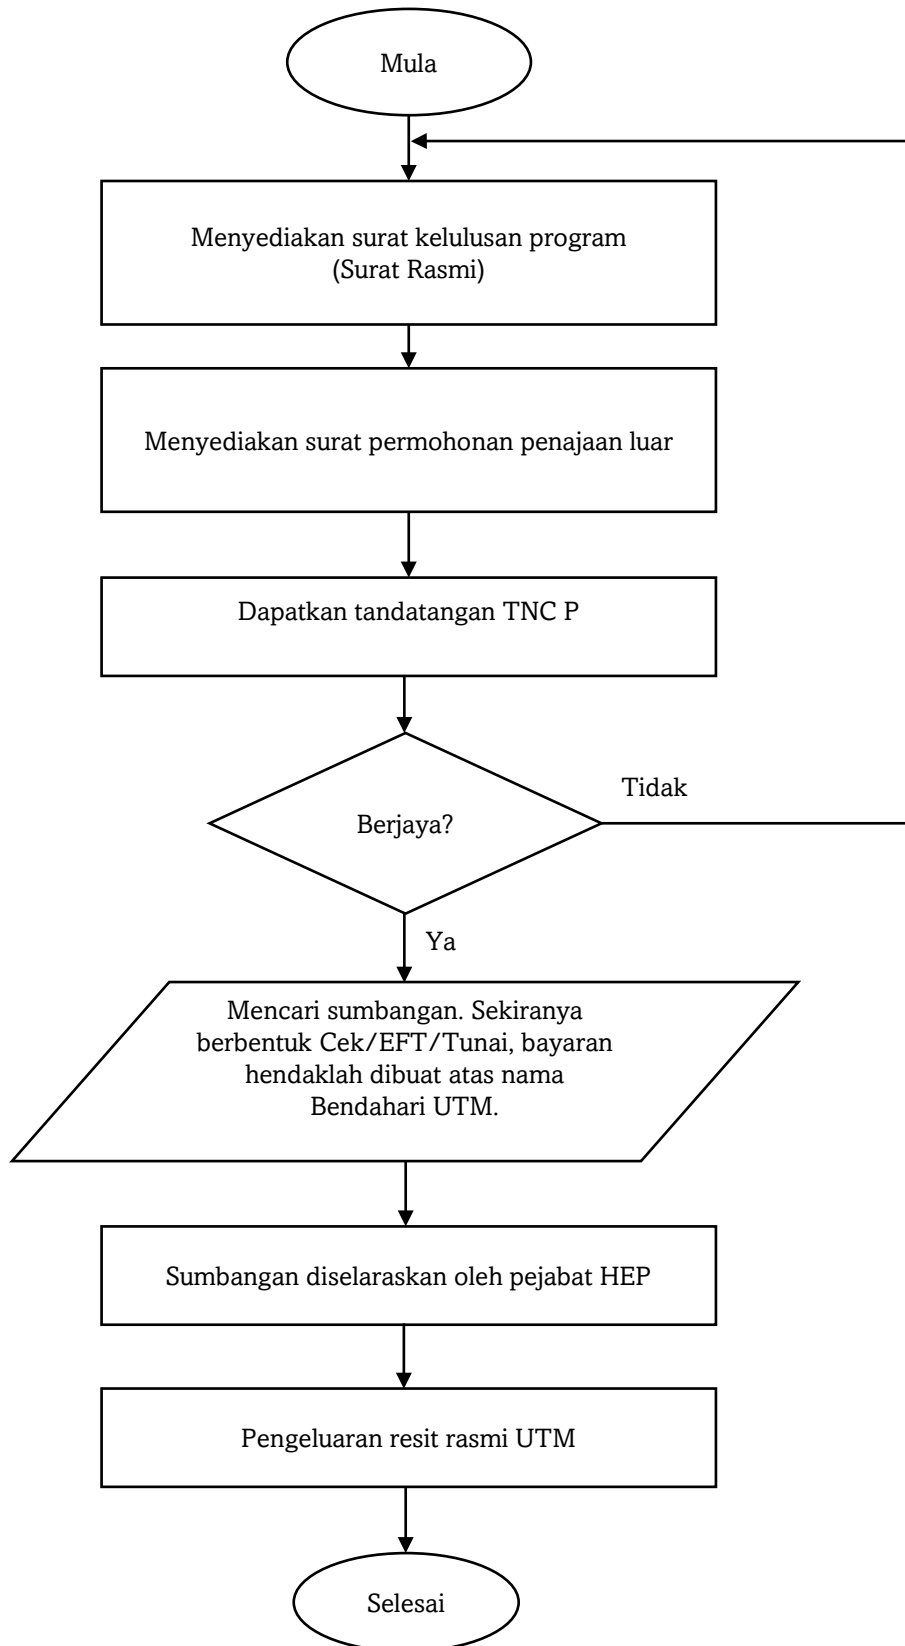 Mula
Menyediakan surat kelulusan program
(Surat Rasmi)
Menyediakan surat permohonan penajaan luar
Dapatkan tandatangan TNC P
Tidak
Berjaya?
Ya
Mencari sumbangan. Sekiranya
berbentuk Cek/EFT/Tunai, bayaran
hendaklah dibuat atas nama
Bendahari UTM.
Sumbangan diselaraskan oleh pejabat HEP
Pengeluaran resit rasmi UTM
Selesai